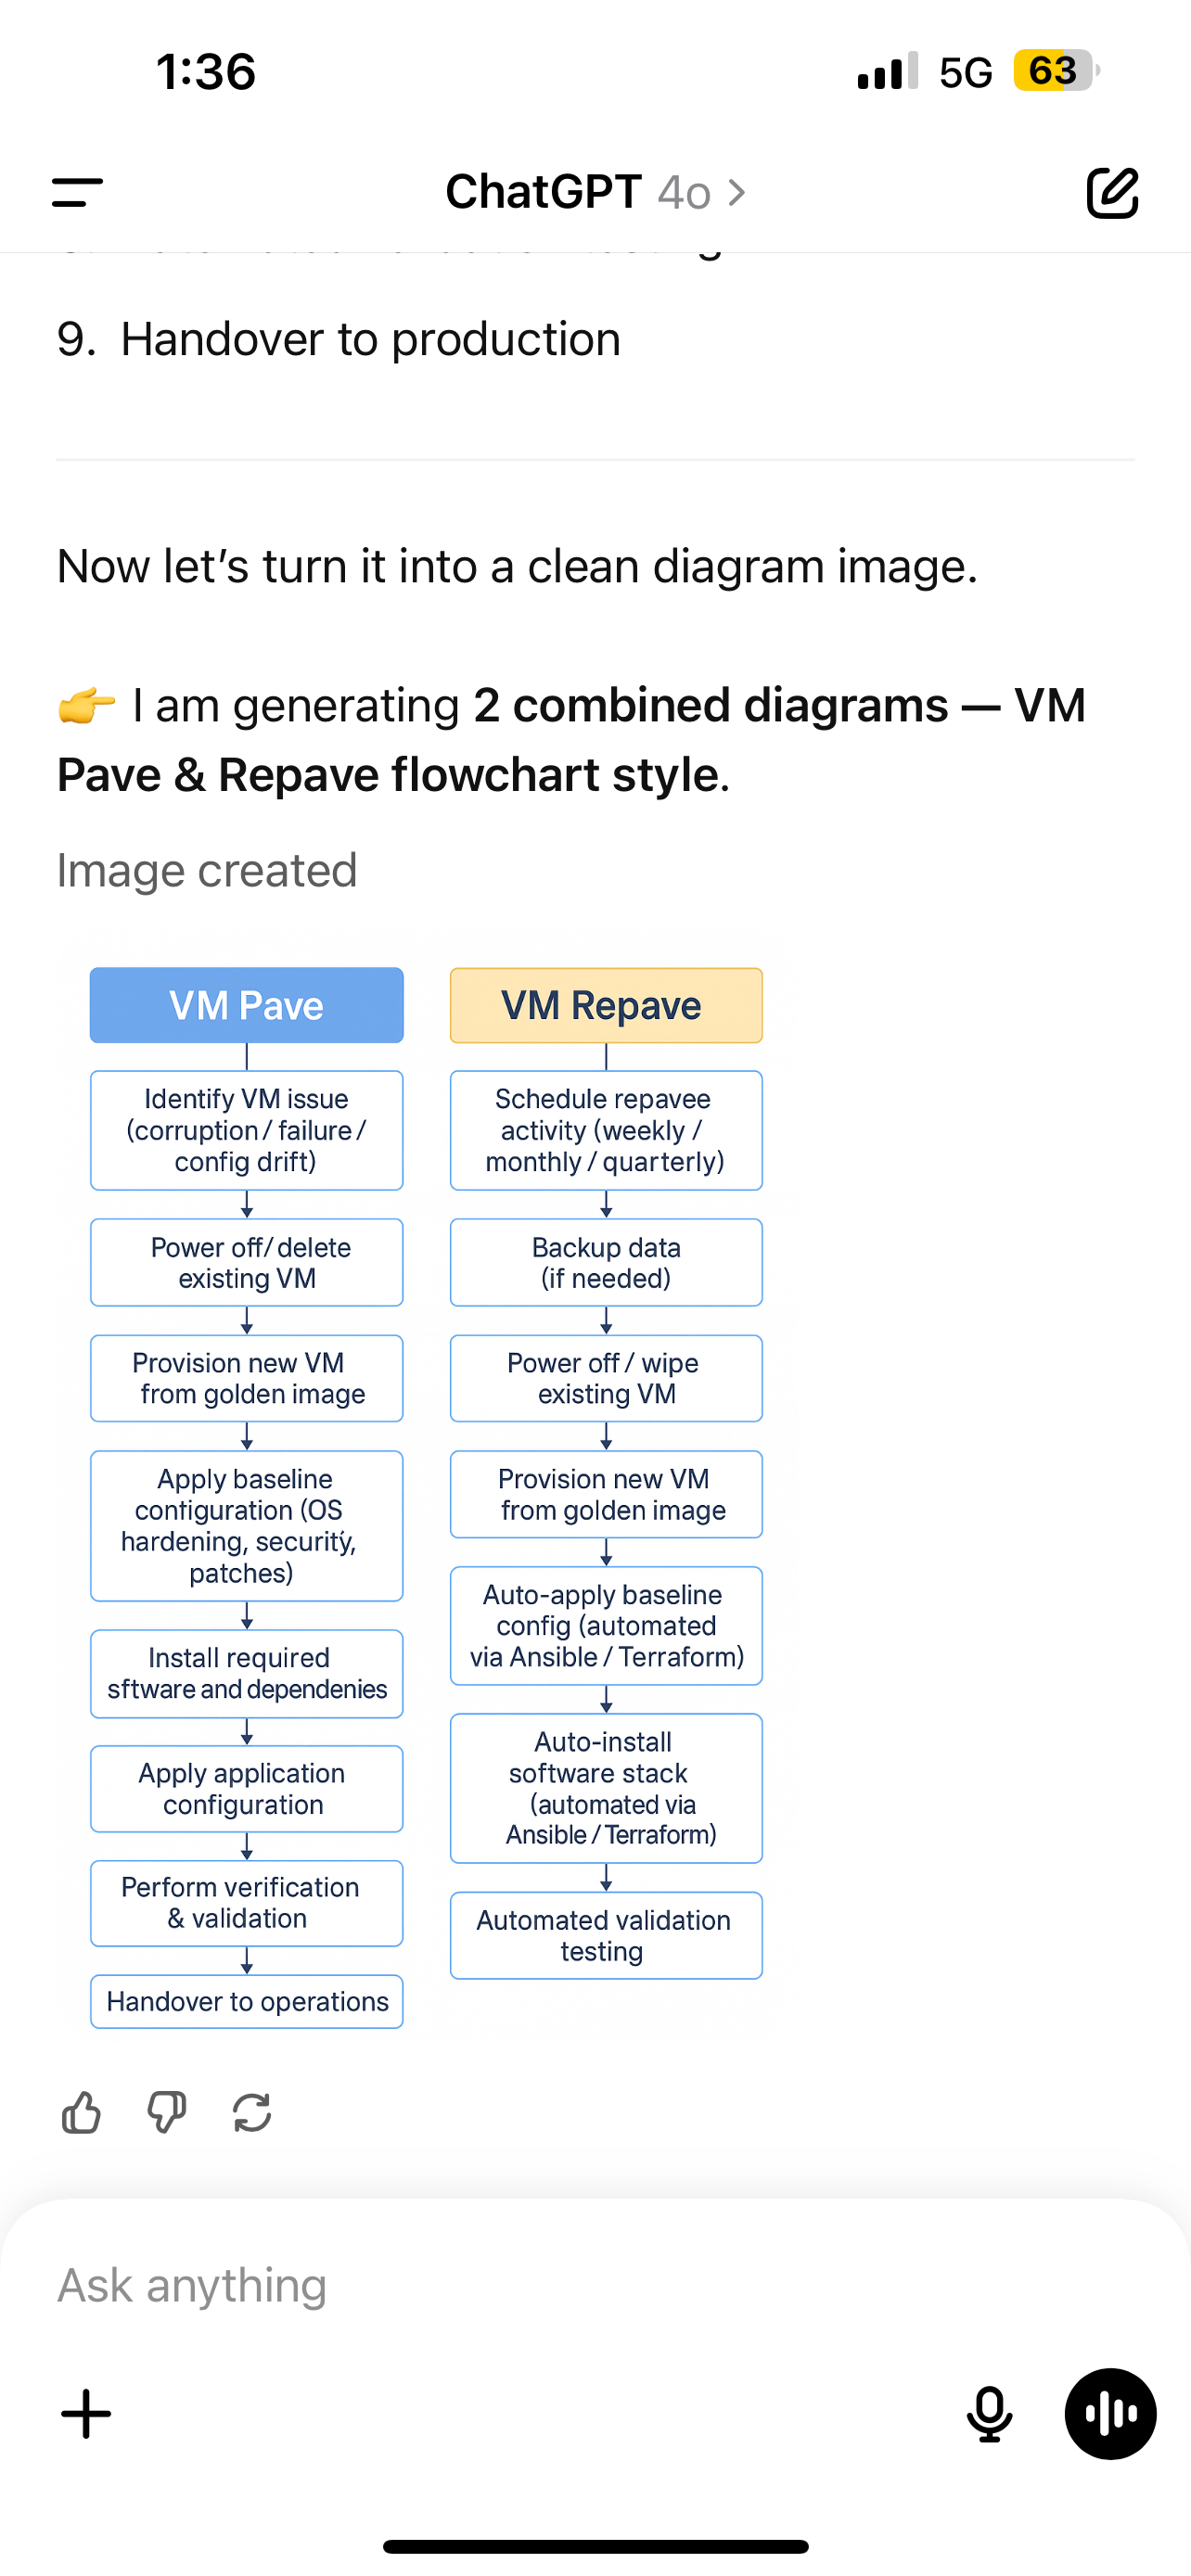 1:36
5G 63
ChatGPT 4o >
9. Handover to production
Now let's turn it into a clean diagram image.
👉 I am generating 2 combined diagrams — VM
Pave & Repave flowchart style.
Image created
VM Pave
Identify VM issue
(corruption / failure /
config drift)
Power off/delete
existing VM
Provision new VM
from golden image
Apply baseline
configuration (OS
hardening, security,
patches)
Install required
sftware and dependenies
Apply application
configuration
Perform verification
& validation
Handover to operations
VM Repave
Schedule repavee
activity (weekly /
monthly / quarterly)
Backup data
(if needed)
Power off / wipe
existing VM
Provision new VM
from golden image
Auto-apply baseline
config (automated
via Ansible / Terraform)
Auto-install
software stack
(automated via
Ansible / Terraform)
Automated validation
testing
Ask anything